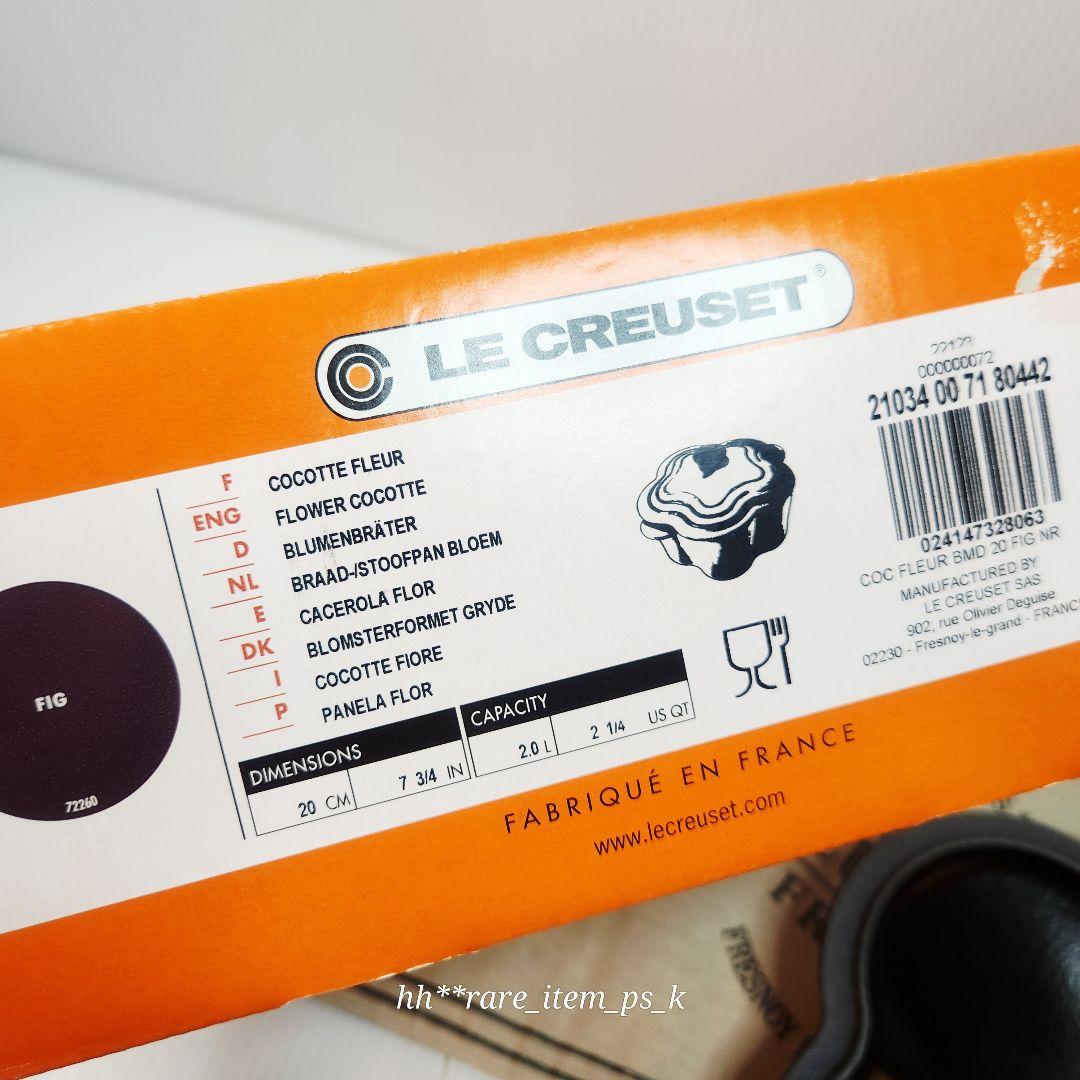 LE CREUSET®
000000072
21034 00 71 80442
024147328063
COC FLEUR BMD 20 FIG NR
MANUFACTURED BY
LE CREUSET SAS
902, rue Olivier Deguise
02230 - Fresnoy-le-grand - FRANC
F COCOTTE FLEUR
ENG FLOWER COCOTTE
D BLUMENBRÄTER
NL BRAAD-/STOOFPAN BLOEM
E CACEROLA FLOR
DK BLOMSTERFORMET GRYDE
I COCOTTE FIORE
P PANELA FLOR
FIG
72260
DIMENSIONS
20 CM 7 3/4 IN
CAPACITY
2.0 L 2 1/4 US QT
FABRIQUÉ EN FRANCE
www.lecreuset.com
FR
FRESNOY
hh**rare_item_ps_k